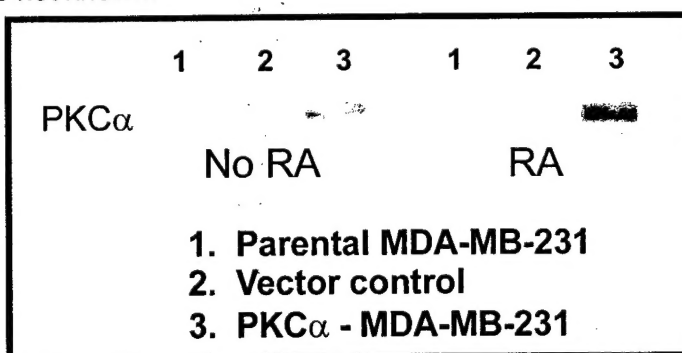 1 2 3 1 2 3
PKCα
No RA RA
1. Parental MDA-MB-231
2. Vector control
3. PKCα - MDA-MB-231